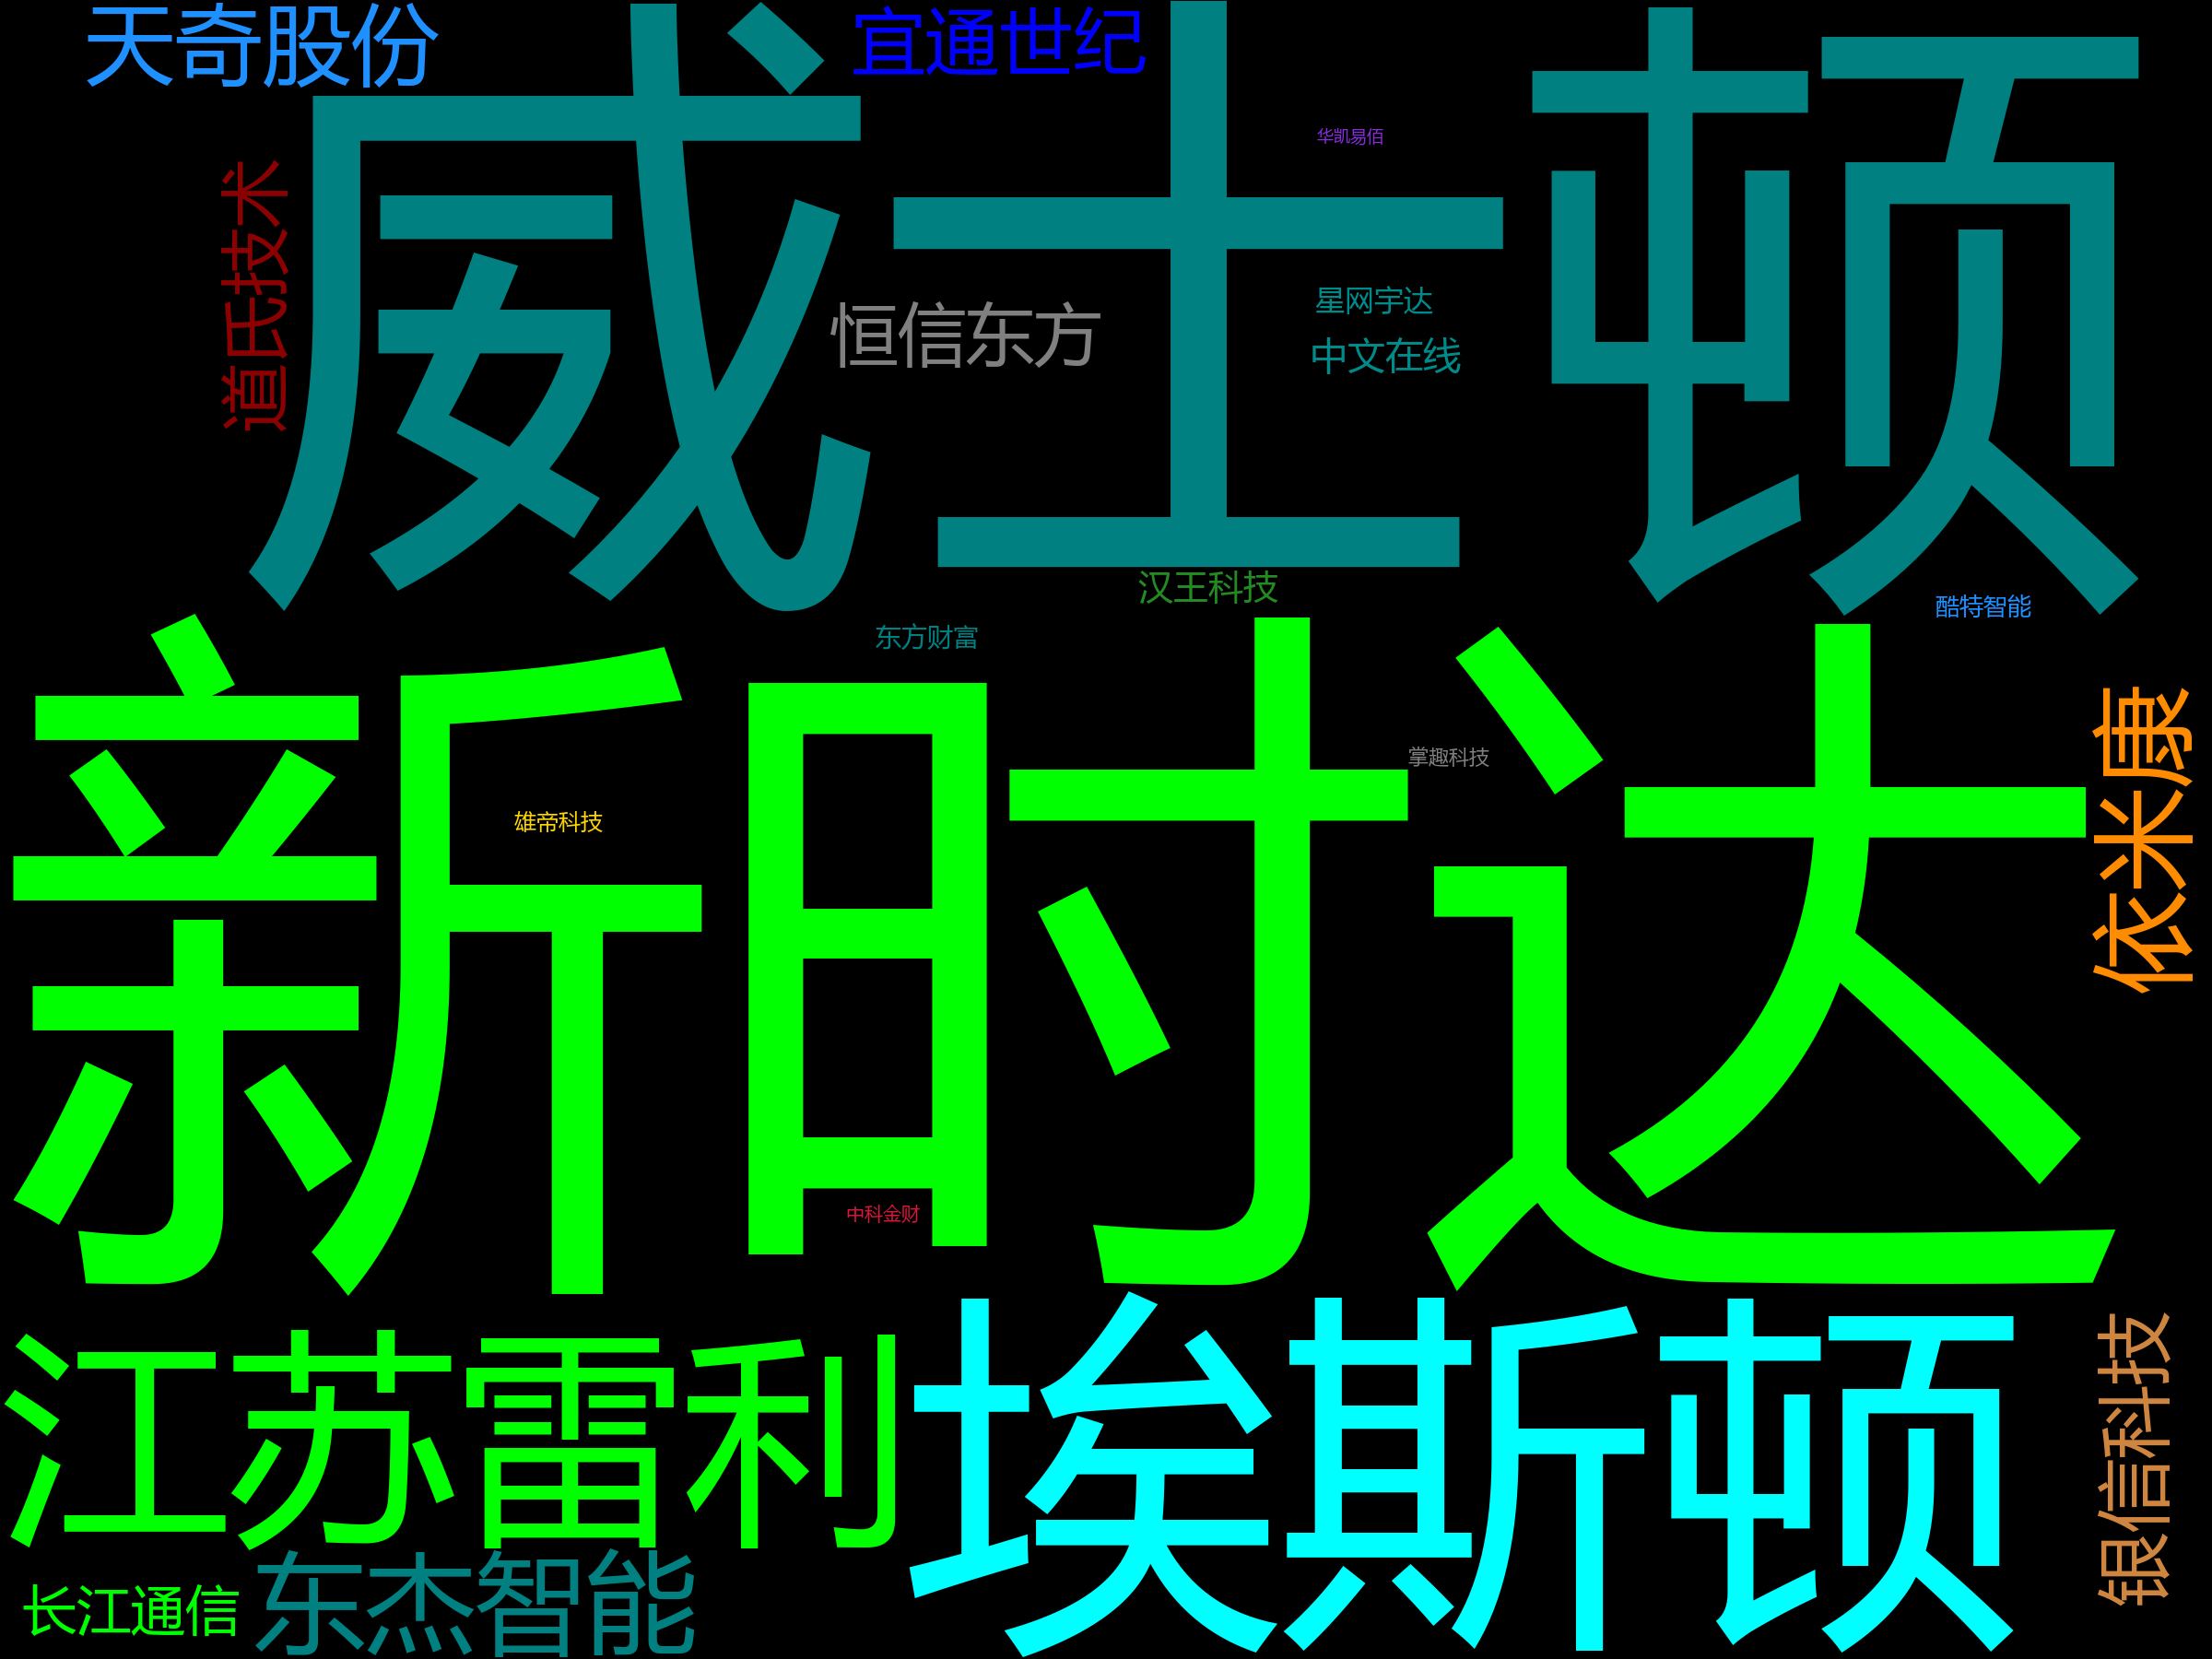 天奇股份
宜通世纪
威士顿
华凯易佰
道氏技术
星网宇达
恒信东方
中文在线
汉王科技
酷特智能
东方财富
新时达
掌趣科技
雄帝科技
依米康
中科金财
江苏雷利
埃斯顿
银信科技
东杰智能
长江通信